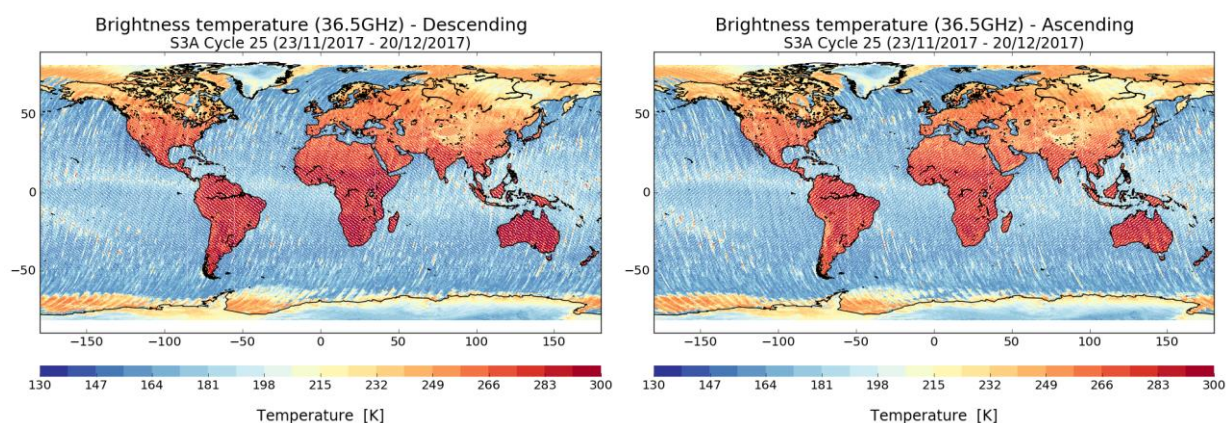 Brightness temperature (36.5GHz) - Descending
S3A Cycle 25 (23/11/2017 - 20/12/2017)
50
0
−50
−150 −100 −50 0 50 100 150
130 147 164 181 198 215 232 249 266 283 300
Temperature [K]
Brightness temperature (36.5GHz) - Ascending
S3A Cycle 25 (23/11/2017 - 20/12/2017)
50
0
−50
−150 −100 −50 0 50 100 150
130 147 164 181 198 215 232 249 266 283 300
Temperature [K]